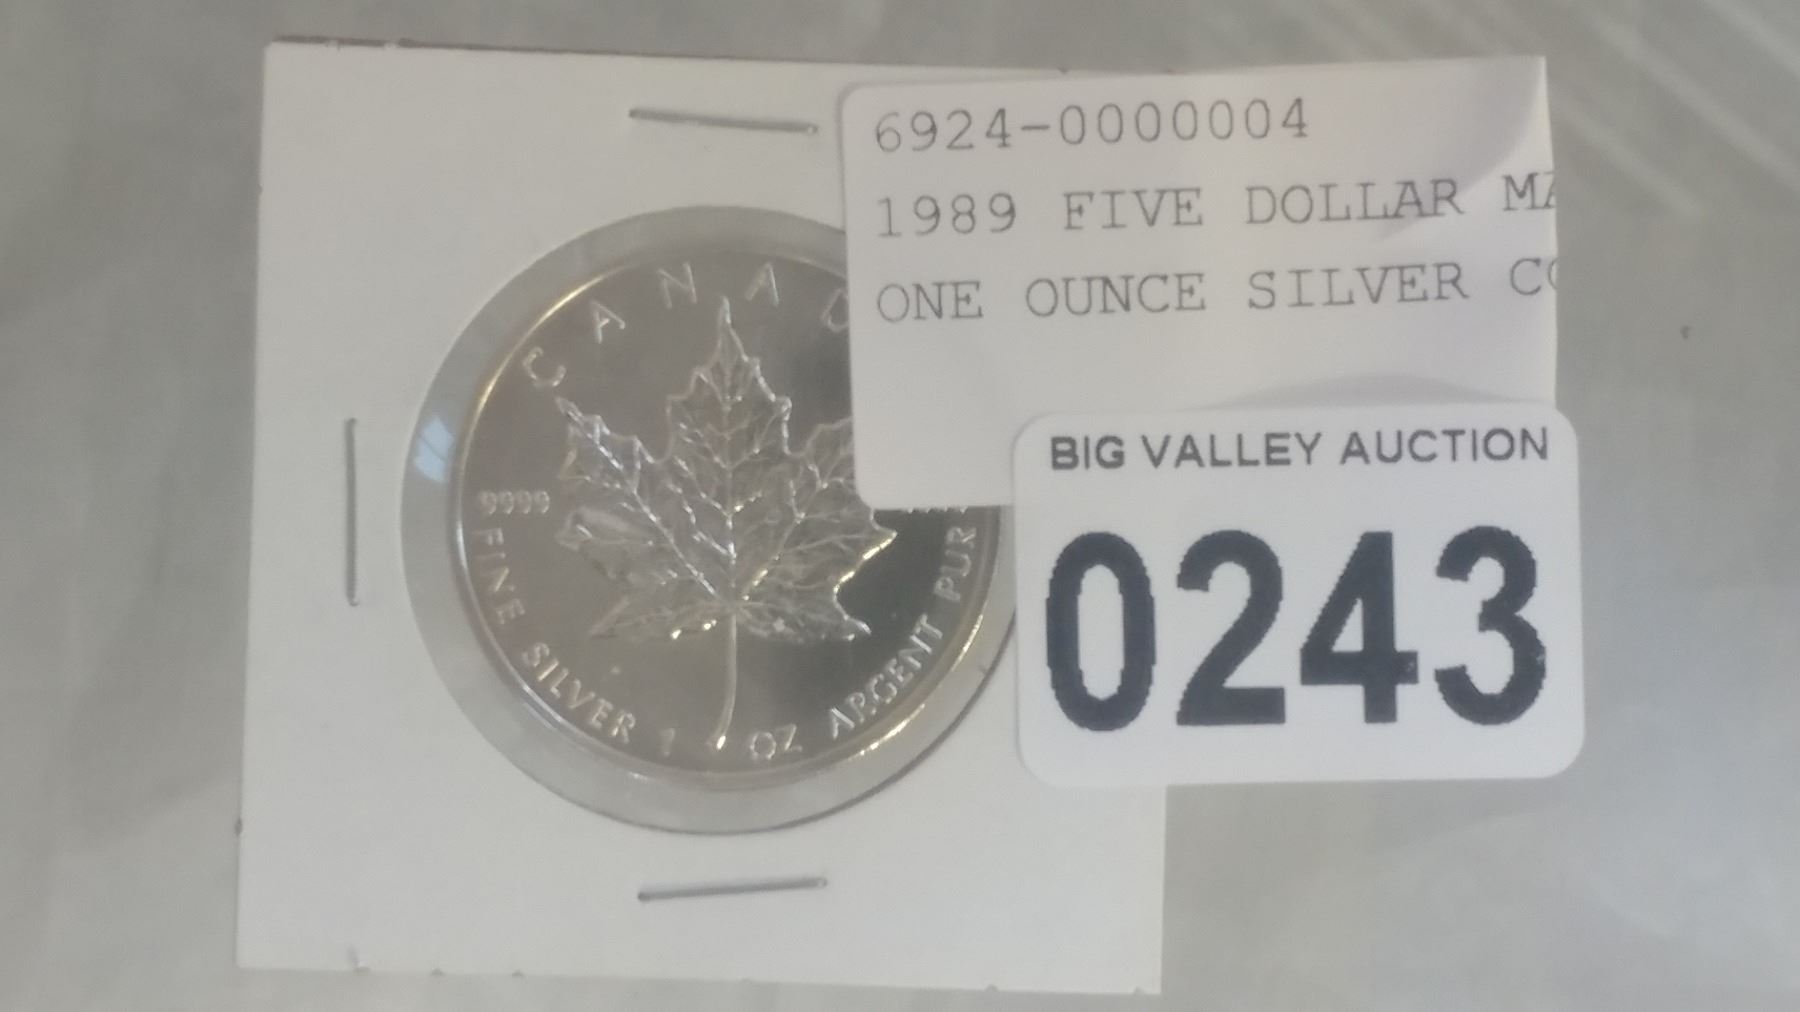 6924-0000004
1989 FIVE DOLLAR
ONE OUNCE SILVER
BIG VALLEY AUCTION
0243
CANAD
9999
FINE SILVER 1 OZ ARGENT PUR